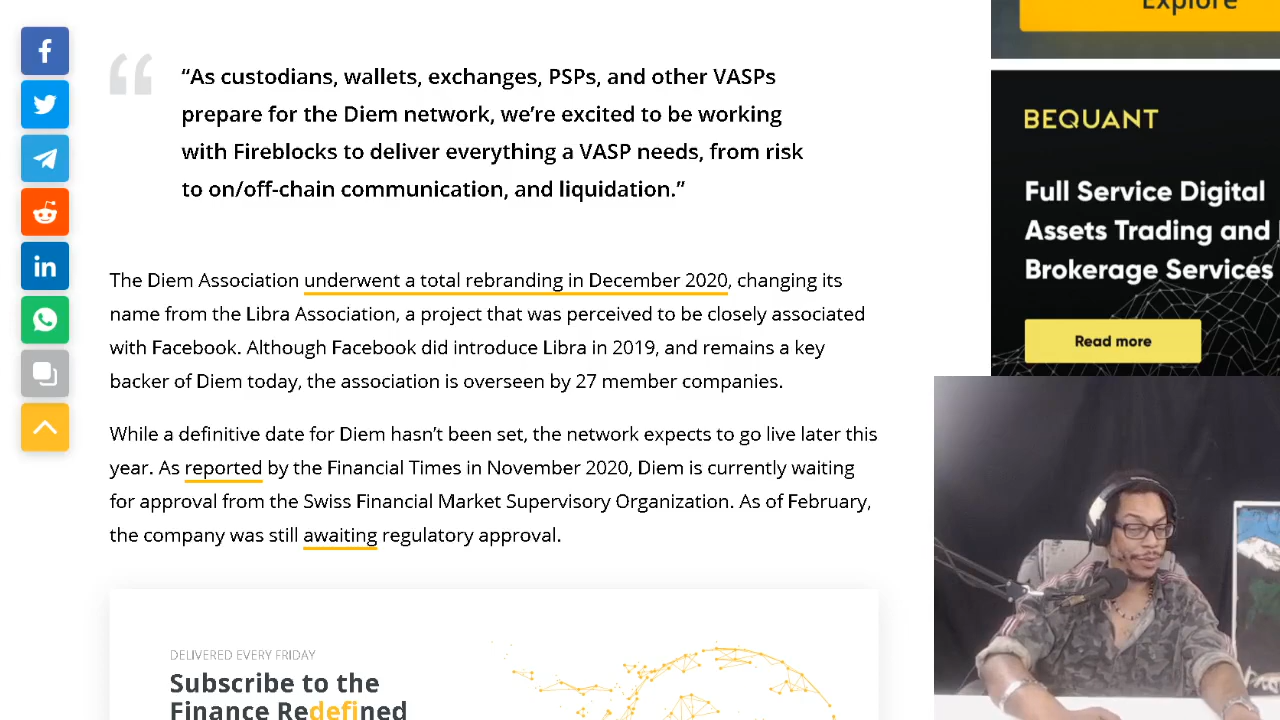 Explore
“As custodians, wallets, exchanges, PSPs, and other VASPs
prepare for the Diem network, we’re excited to be working
with Fireblocks to deliver everything a VASP needs, from risk
to on/off-chain communication, and liquidation.”
The Diem Association underwent a total rebranding in December 2020, changing its
name from the Libra Association, a project that was perceived to be closely associated
with Facebook. Although Facebook did introduce Libra in 2019, and remains a key
backer of Diem today, the association is overseen by 27 member companies.
While a definitive date for Diem hasn’t been set, the network expects to go live later this
year. As reported by the Financial Times in November 2020, Diem is currently waiting
for approval from the Swiss Financial Market Supervisory Organization. As of February,
the company was still awaiting regulatory approval.
DELIVERED EVERY FRIDAY
Subscribe to the
Finance Redefined
BEQUANT
Full Service Digital
Assets Trading and
Brokerage Services
Read more